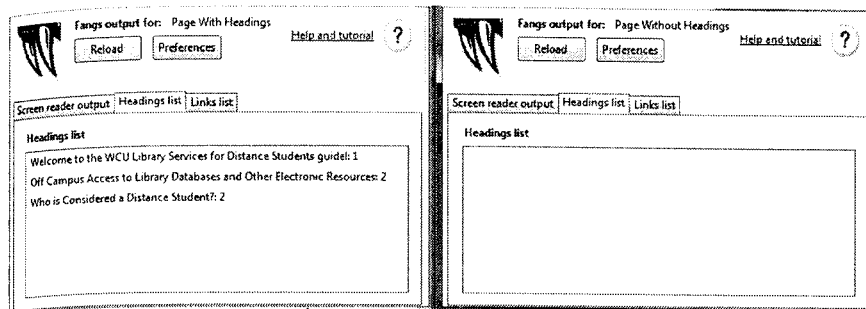 Fangs output for: Page With Headings
Reload
Preferences
Help and tutorial
?
Screen reader output
Headings list
Links list
Headings list
Welcome to the WCU Library Services for Distance Students guide!: 1
Off Campus Access to Library Databases and Other Electronic Resources: 2
Who is Considered a Distance Student?: 2
Fangs output for: Page Without Headings
Reload
Preferences
Help and tutorial
?
Screen reader output
Headings list
Links list
Headings list